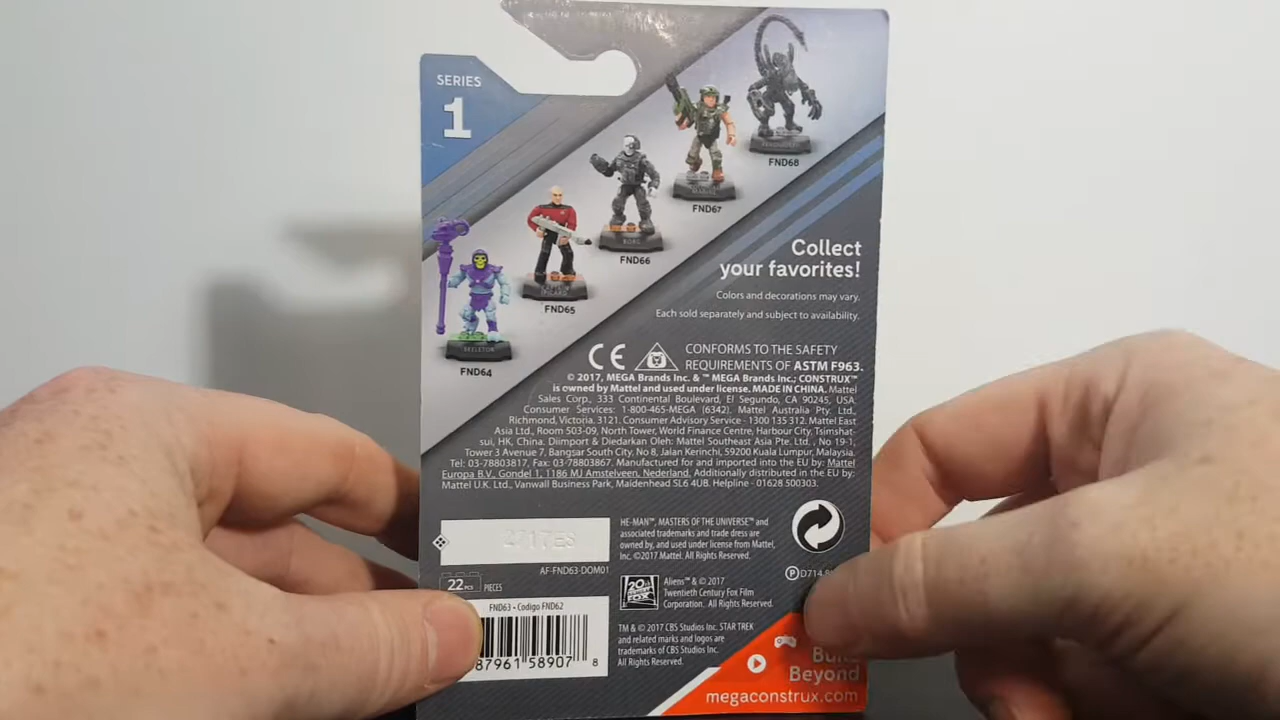 SERIES
1
FND68
FND67
BORG
FND66
FND65
SKELETOR
FND64
Collect
your favorites!
Colors and decorations may vary.
Each sold separately and subject to availability.
CE
CONFORMS TO THE SAFETY
REQUIREMENTS OF ASTM F963.
© 2017, MEGA Brands Inc. & ™ MEGA Brands Inc.; CONSTRUX™
is owned by Mattel and used under license. MADE IN CHINA. Mattel
Sales Corp., 333 Continental Boulevard, El Segundo, CA 90245, USA.
Consumer Services: 1-800-465-MEGA (6342). Mattel Australia Pty. Ltd.,
Richmond, Victoria. 3121. Consumer Advisory Service - 1300 135 312. Mattel East
Asia Ltd., Room 503-09, North Tower, World Finance Centre, Harbour City, Tsimshat-
sui, HK, China. Diimport & Diedarkan Oleh: Mattel Southeast Asia Pte. Ltd., No 19-1,
Tower 3 Avenue 7, Bangsar South City, No 8, Jalan Kerinchi, 59200 Kuala Lumpur, Malaysia.
Tel: 03-78803817, Fax: 03-78803867. Manufactured for and imported into the EU by: Mattel
Europa B.V., Gondel 1, 1186 MJ Amstelveen, Nederland. Additionally distributed in the EU by:
Mattel U.K. Ltd., Vanwall Business Park, Maidenhead SL6 4UB. Helpline - 01628 500303.
HE-MAN™, MASTERS OF THE UNIVERSE™ and
associated trademarks and trade dress are
owned by, and used under license from Mattel,
Inc. ©2017 Mattel. All Rights Reserved.
AF-FND63-DOM01
22 PCS PIECES
20th CENTURY FOX
Aliens™ & © 2017
Twentieth Century Fox Film
Corporation. All Rights Reserved.
FND63 • Codigo FND62
87961 58907 8
TM & © 2017 CBS Studios Inc. STAR TREK
and related marks and logos are
trademarks of CBS Studios Inc.
All Rights Reserved.
P D714
Build
Beyond
megaconstrux.com